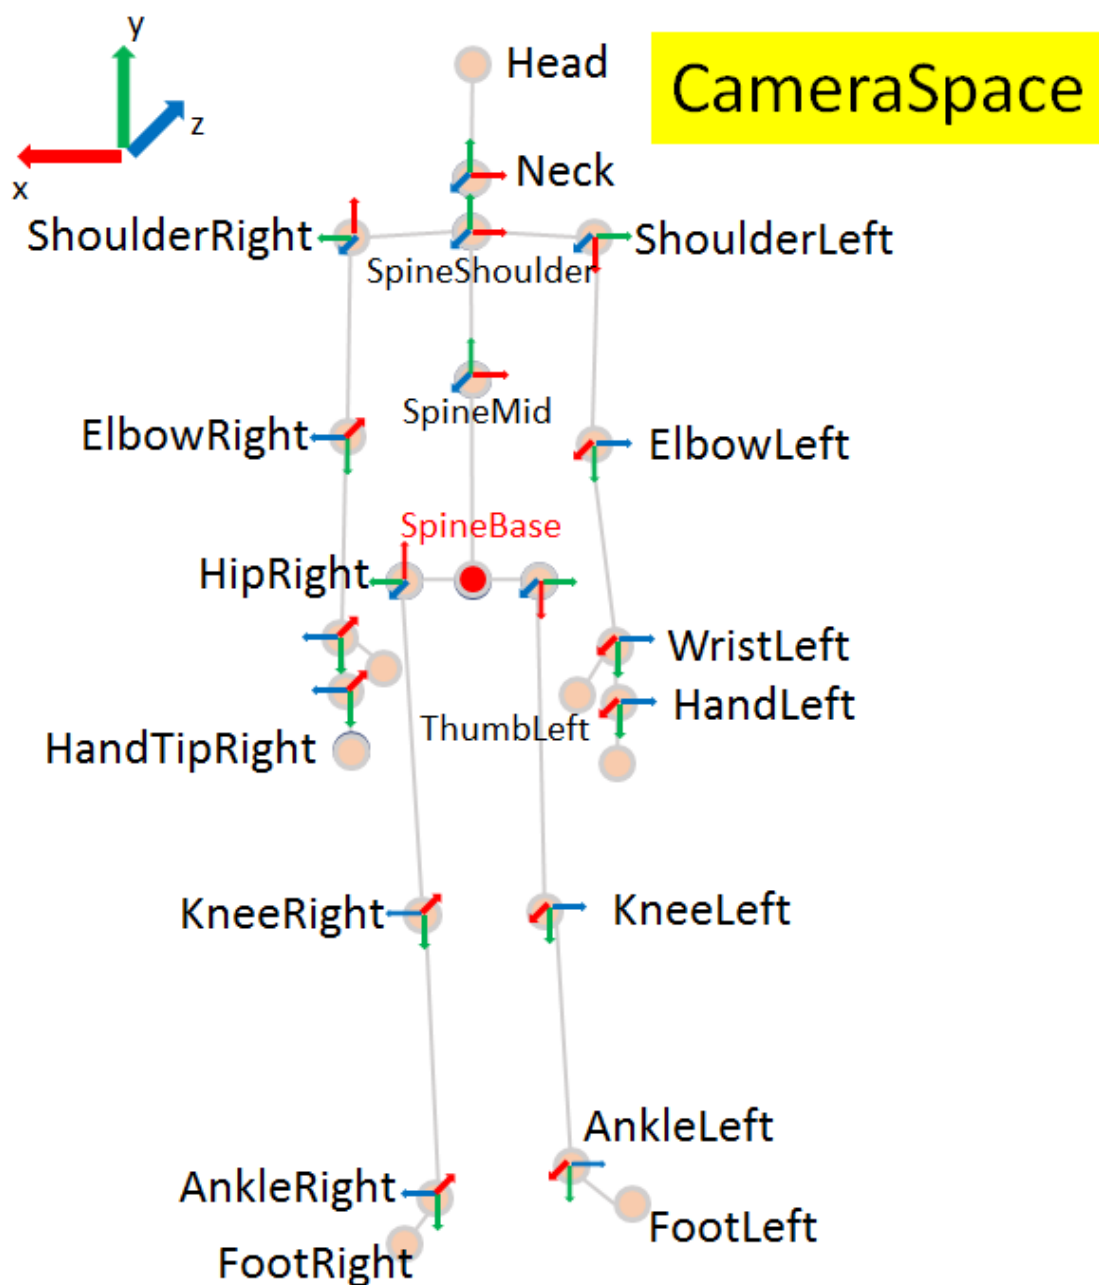 y
Head
CameraSpace
z
x
Neck
ShoulderRight
ShoulderLeft
SpineShoulder
SpineMid
ElbowRight
ElbowLeft
SpineBase
HipRight
WristLeft
HandLeft
ThumbLeft
HandTipRight
KneeRight
KneeLeft
AnkleLeft
AnkleRight
FootLeft
FootRight